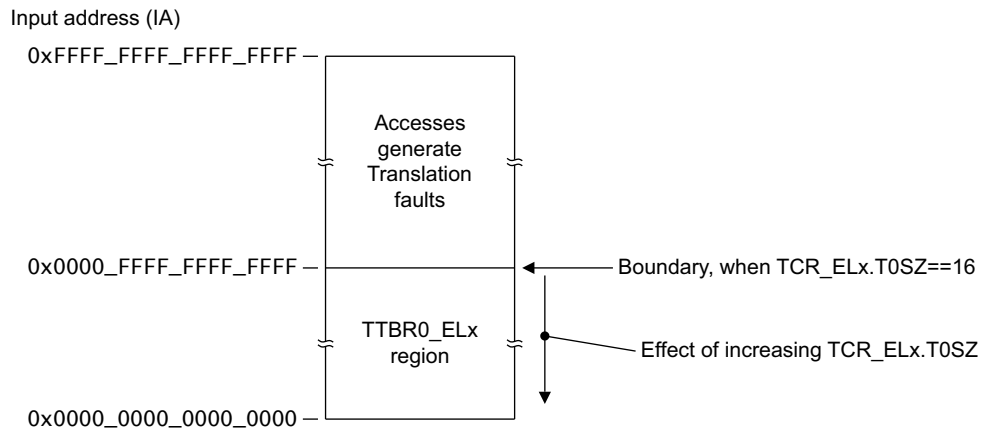 Input address (IA)
0xFFFF_FFFF_FFFF_FFFF
Accesses
generate
Translation
faults
0x0000_FFFF_FFFF_FFFF
Boundary, when TCR_ELx.T0SZ==16
TTBR0_ELx
region
Effect of increasing TCR_ELx.T0SZ
0x0000_0000_0000_0000